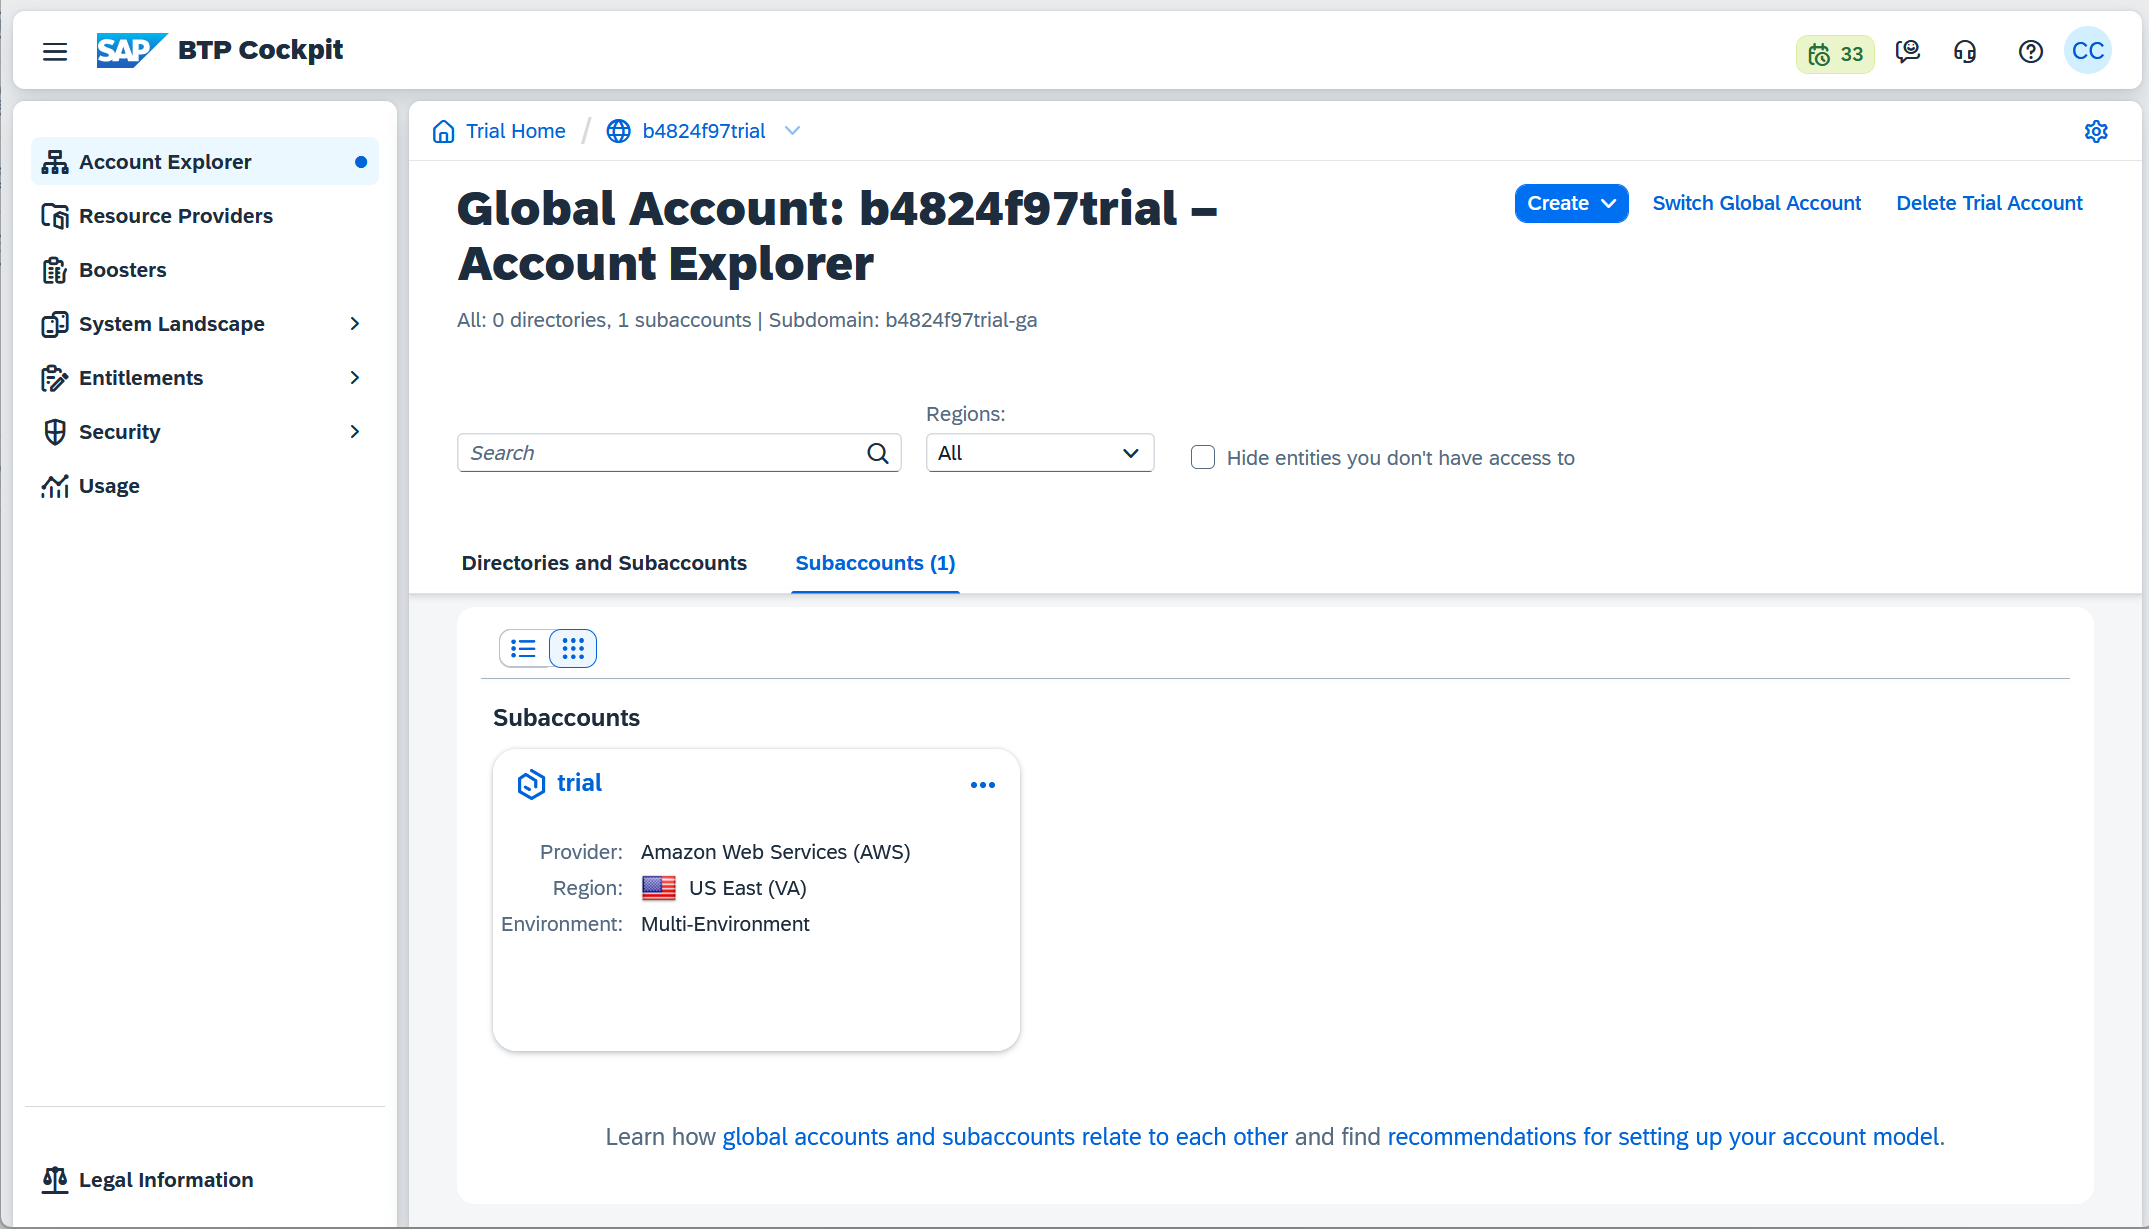 SAP BTP Cockpit
33
CC
Account Explorer
Resource Providers
Boosters
System Landscape
Entitlements
Security
Usage
Legal Information
Trial Home / b4824f97trial
Global Account: b4824f97trial –
Account Explorer
Create
Switch Global Account
Delete Trial Account
All: 0 directories, 1 subaccounts | Subdomain: b4824f97trial-ga
Regions:
Search
All
Hide entities you don't have access to
Directories and Subaccounts
Subaccounts (1)
Subaccounts
trial
Provider: Amazon Web Services (AWS)
Region: US East (VA)
Environment: Multi-Environment
Learn how global accounts and subaccounts relate to each other and find recommendations for setting up your account model.